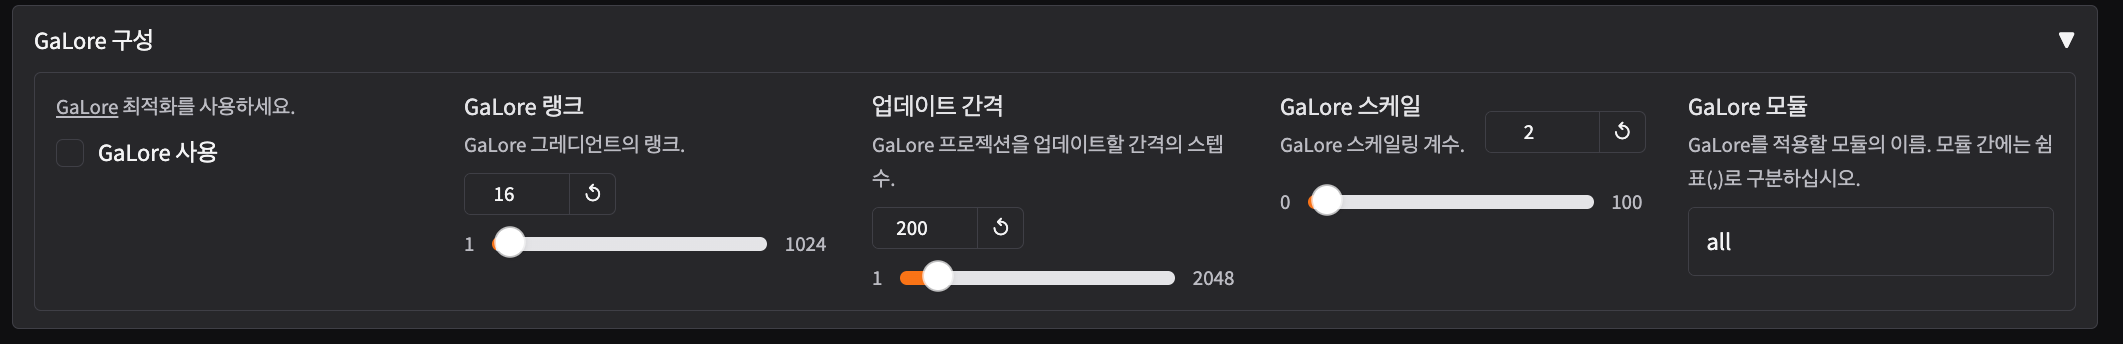 GaLore 구성
▼
GaLore 최적화를 사용하세요.
GaLore 사용
GaLore 랭크
GaLore 그레디언트의 랭크.
16
1
1024
업데이트 간격
GaLore 프로젝션을 업데이트할 간격의 스텝
수.
200
1
2048
GaLore 스케일
GaLore 스케일링 계수.
2
0
100
GaLore 모듈
GaLore를 적용할 모듈의 이름. 모듈 간에는 쉼
표(,)로 구분하십시오.
all